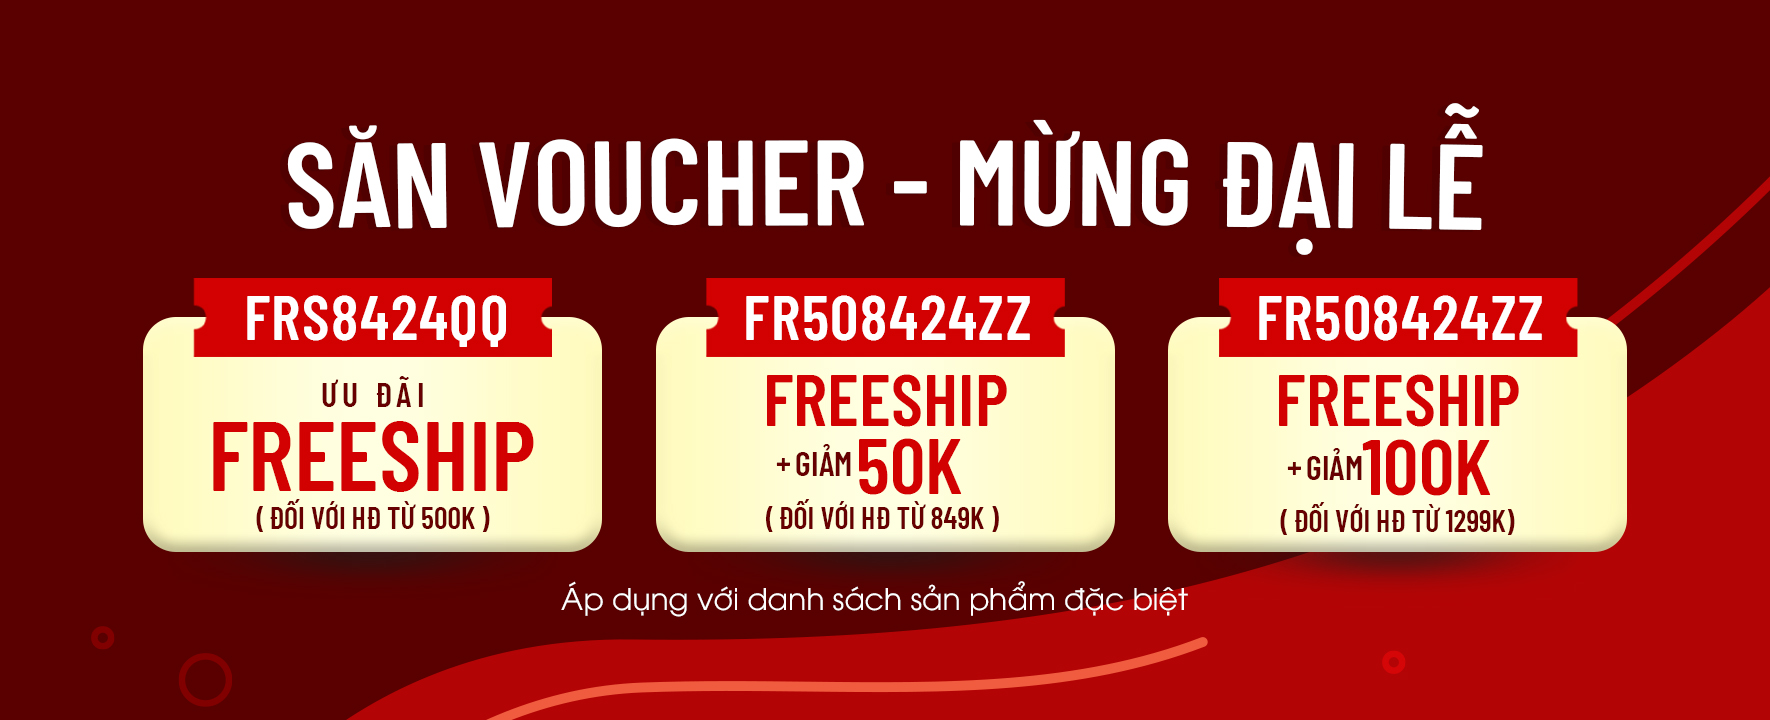 SĂN VOUCHER - MỪNG ĐẠI LỄ
FRS8424QQ
ƯU ĐÃI
FREESHIP
( ĐỐI VỚI HĐ TỪ 500K )
FR508424ZZ
FREESHIP
+ GIẢM 50K
( ĐỐI VỚI HĐ TỪ 849K )
FR508424ZZ
FREESHIP
+ GIẢM 100K
( ĐỐI VỚI HĐ TỪ 1299K)
Áp dụng với danh sách sản phẩm đặc biệt